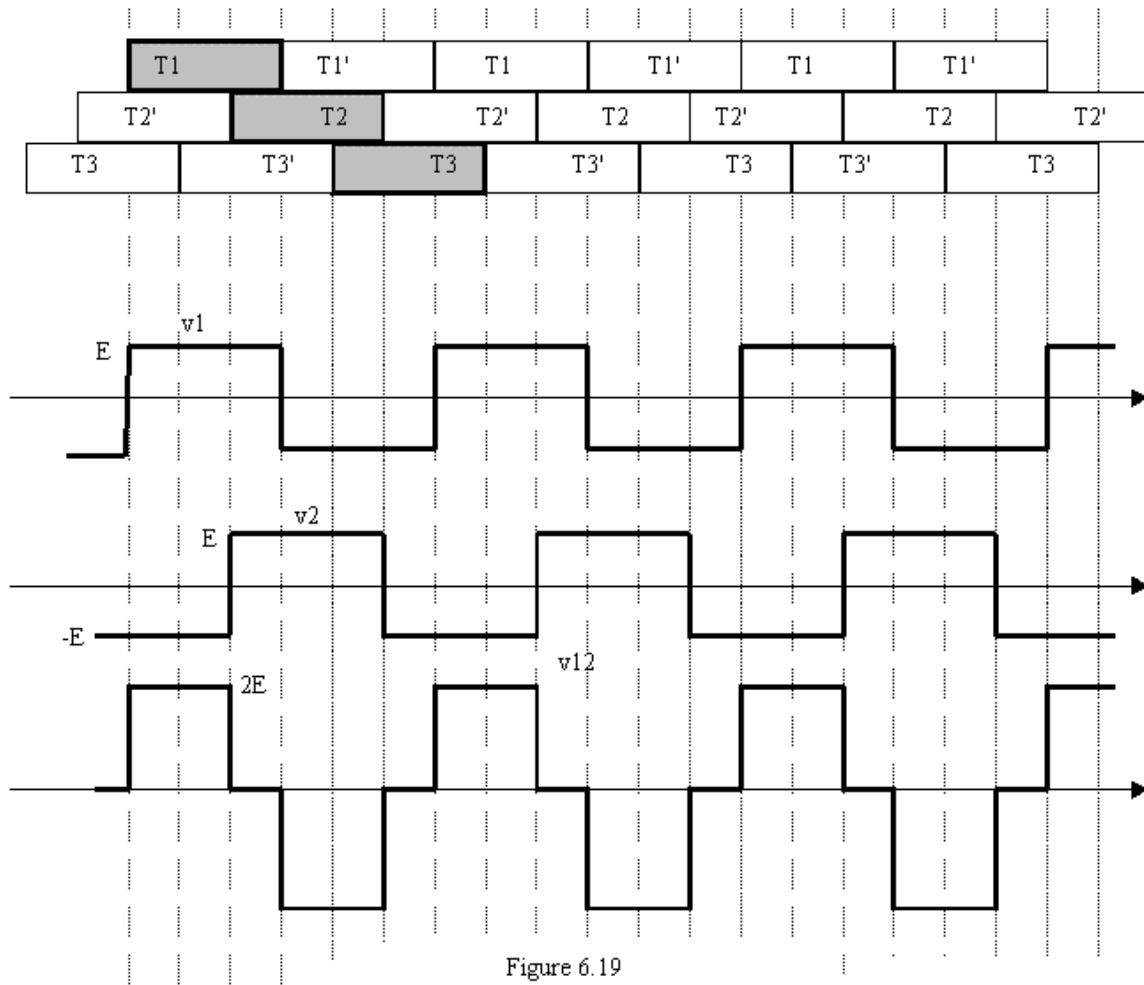 T1 T1' T1 T1' T1 T1'
T2' T2 T2' T2 T2' T2 T2'
T3 T3' T3 T3' T3 T3' T3
v1
E
v2
E
-E
v12
2E
Figure 6.19